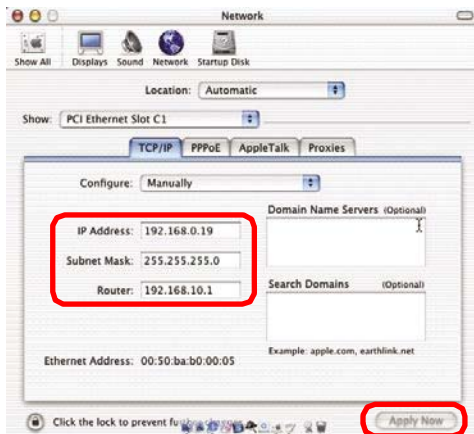 Network
Show All Displays Sound Network Startup Disk
Location: Automatic
Show: PCI Ethernet Slot C1
TCP/IP PPPoE AppleTalk Proxies
Configure: Manually
Domain Name Servers (Optional)
IP Address: 192.168.0.19
Subnet Mask: 255.255.255.0
Search Domains (Optional)
Router: 192.168.10.1
Example: apple.com, earthlink.net
Ethernet Address: 00:50:ba:b0:00:05
Click the lock to prevent
Apply Now